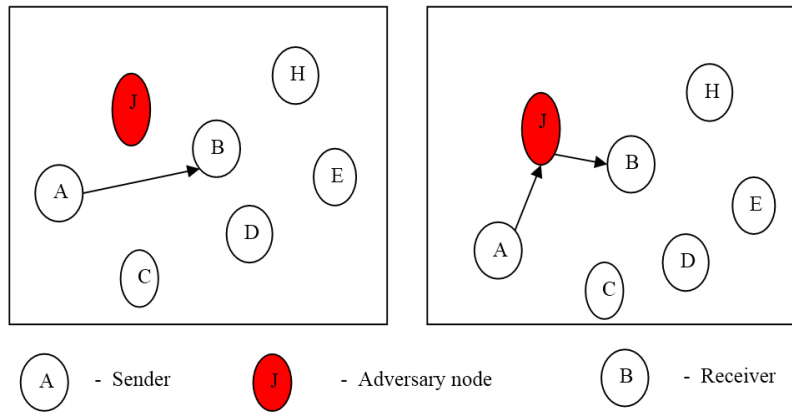 H
J
B
E
A
D
C
H
J
B
E
A
D
C
A - Sender
J - Adversary node
B - Receiver